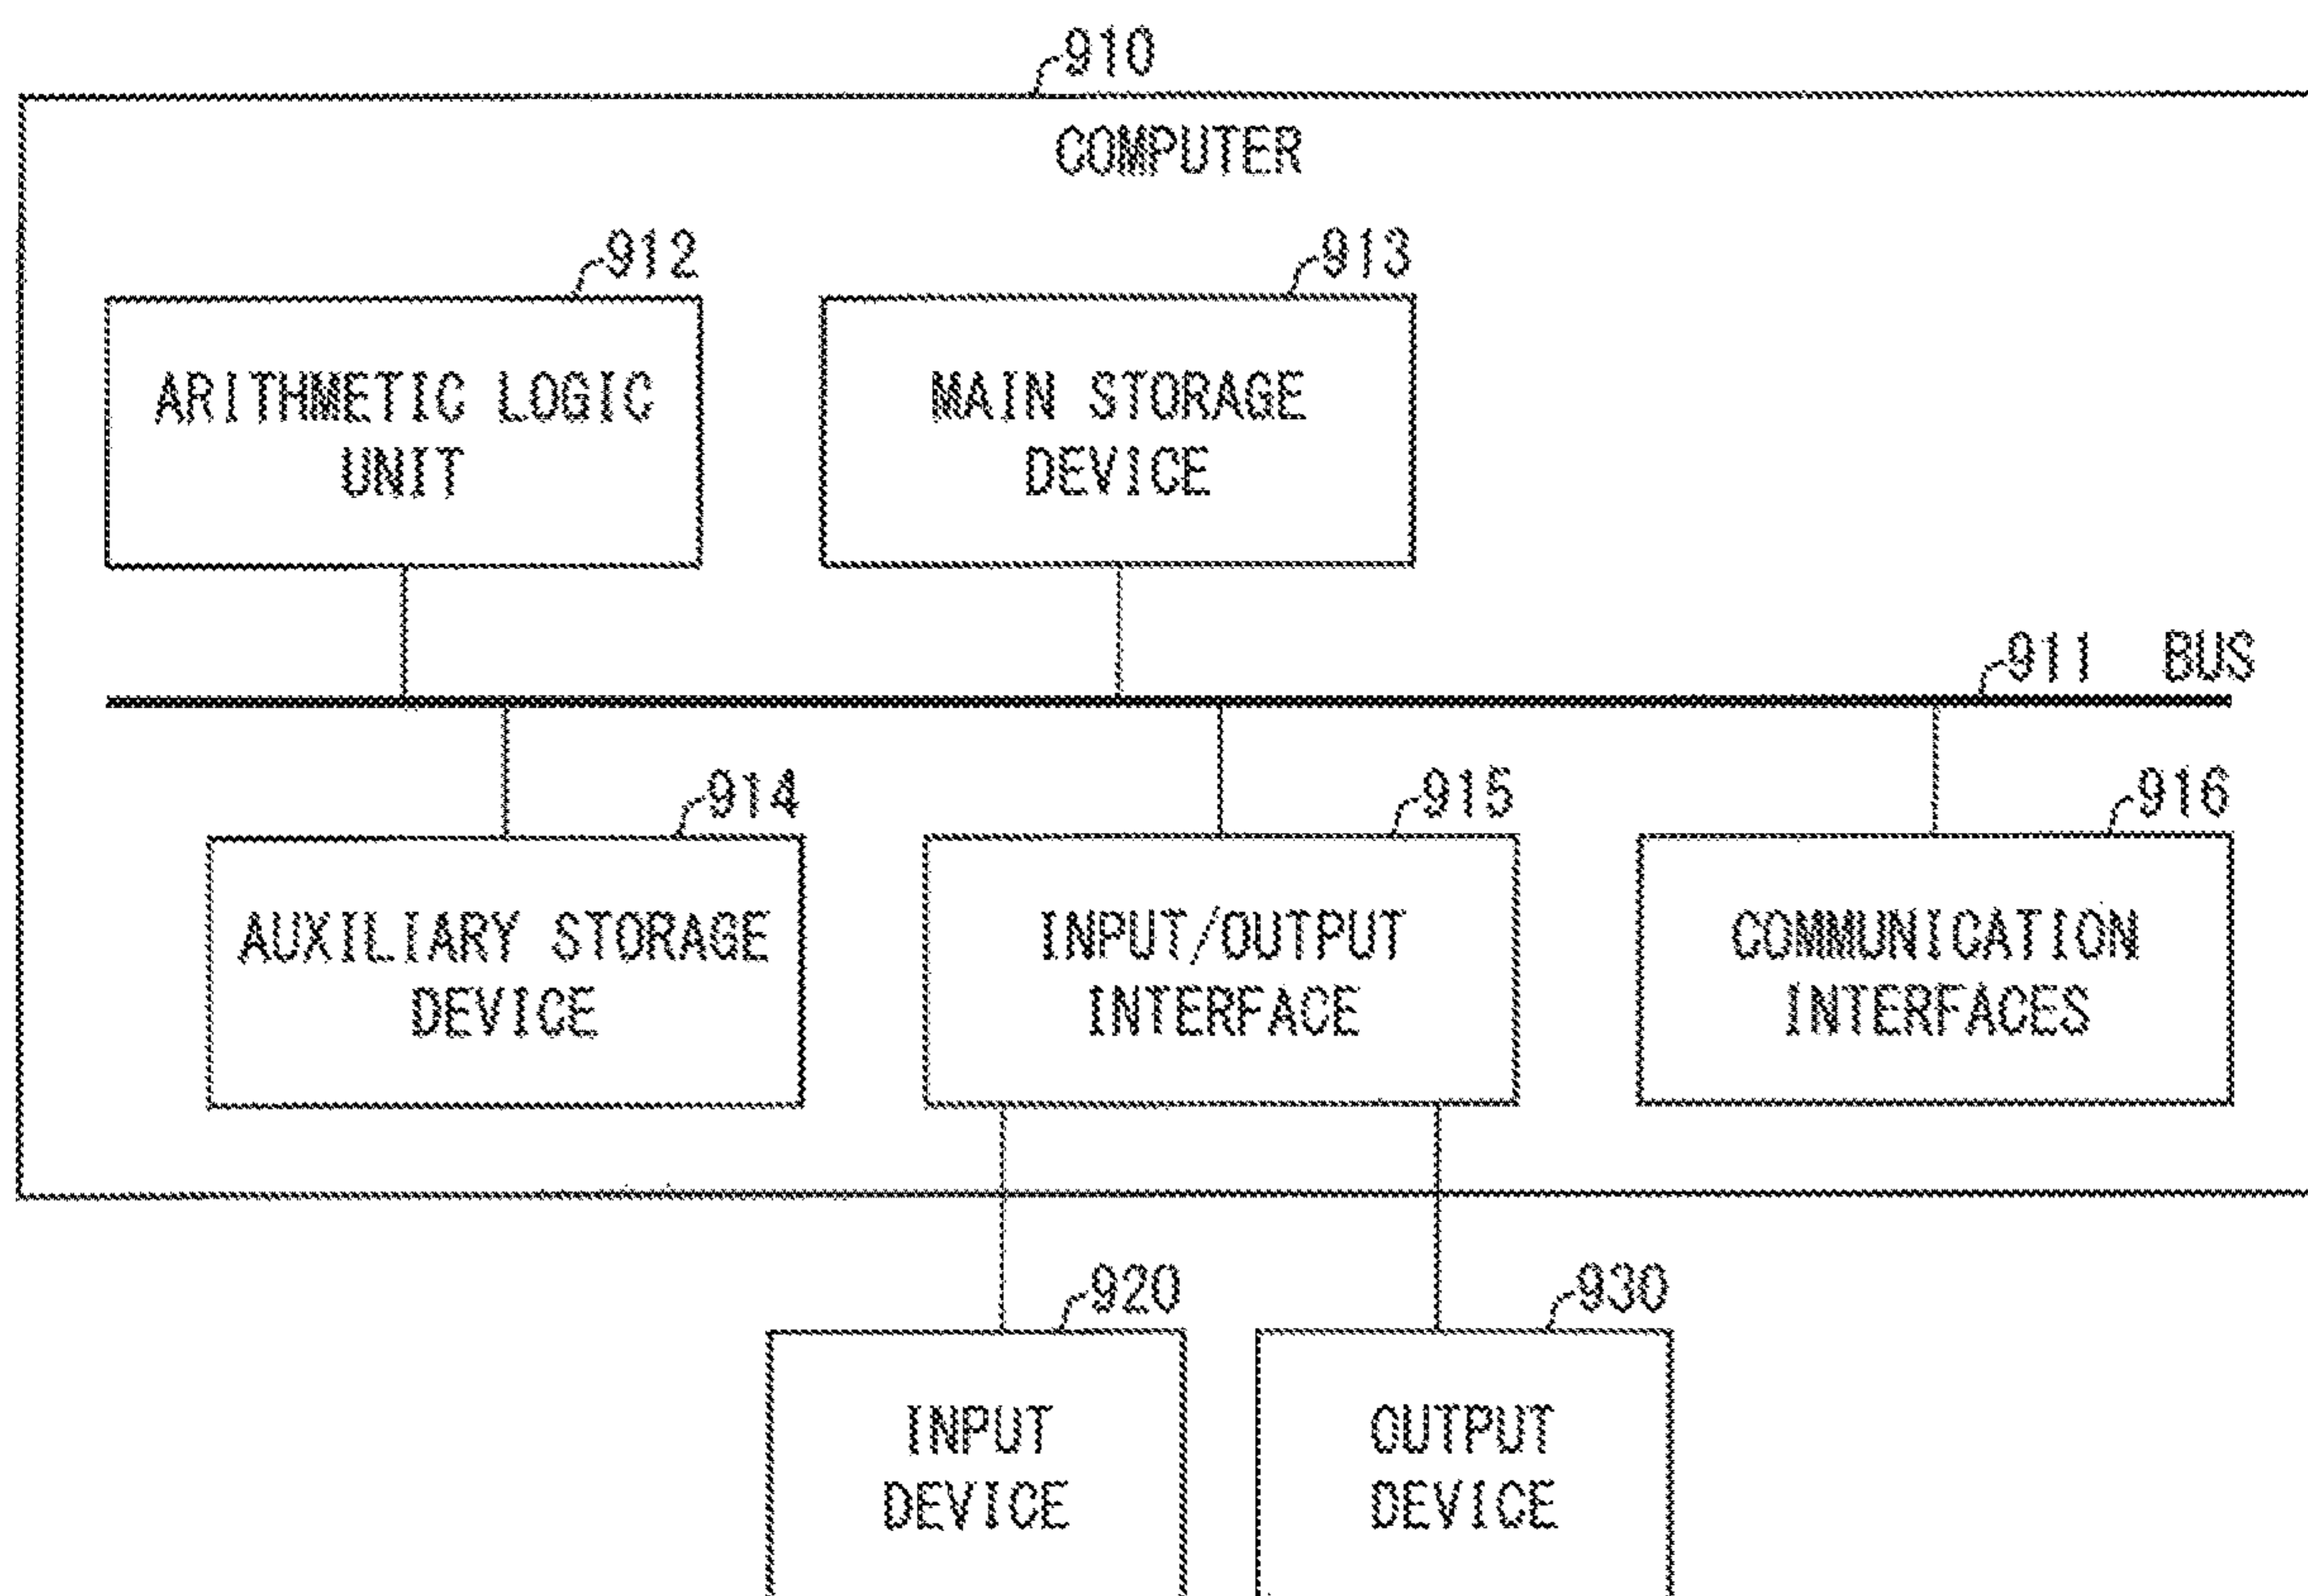 910
COMPUTER
912
913
ARITHMETIC LOGIC
UNIT
MAIN STORAGE
DEVICE
911 BUS
914
915
916
AUXILIARY STORAGE
DEVICE
INPUT/OUTPUT
INTERFACE
COMMUNICATION
INTERFACES
920
930
INPUT
DEVICE
OUTPUT
DEVICE